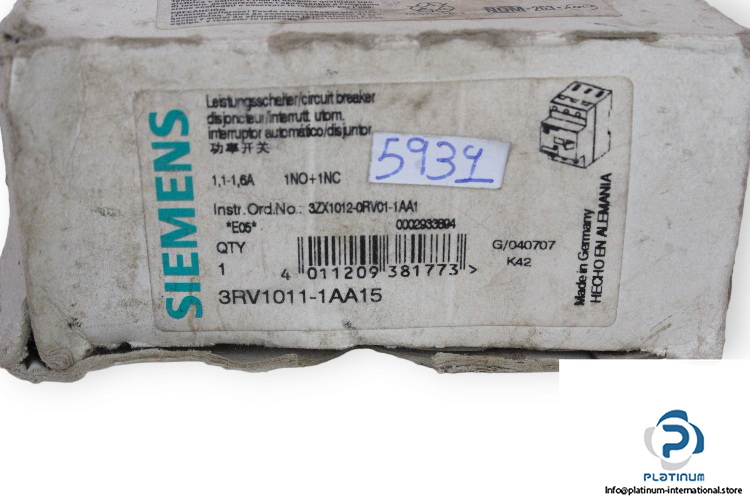 SIEMENS
Leistungsschalter/circuit breaker
disjoncteur/interrutt. utom.
interruptor automático/disjuntor
功率开关
5939
1,1-1,6A 1NO+1NC
Instr.Ord.No.: 3ZX1012-0RV01-1AA1
*E05* 0002933894
QTY
1
4 011209 381773 >
G/040707
K42
3RV1011-1AA15
Made in Germany
HECHO EN ALEMANIA
PLATINUM
Info@platinum-international.store